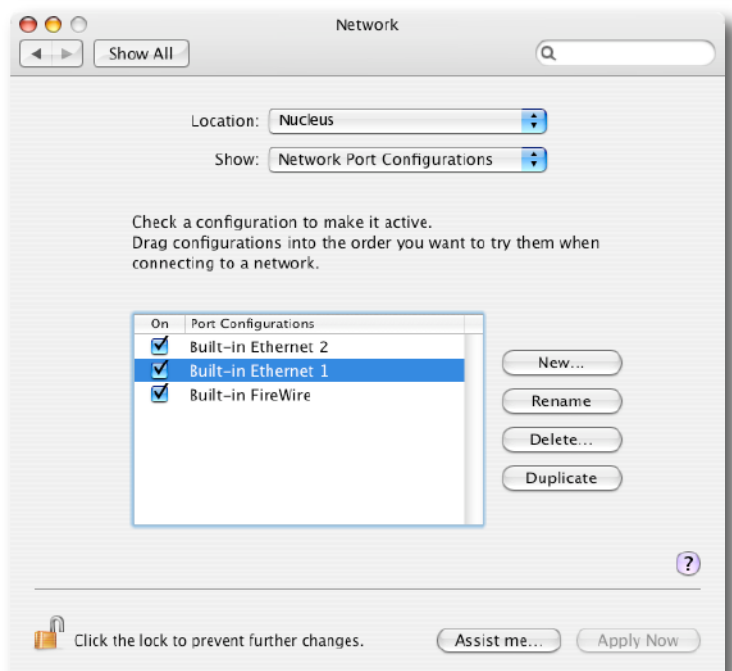 Network
Show All
Location: Nucleus
Show: Network Port Configurations
Check a configuration to make it active.
Drag configurations into the order you want to try them when
connecting to a network.
On Port Configurations
Built-in Ethernet 2
Built-in Ethernet 1
Built-in FireWire
New...
Rename
Delete...
Duplicate
?
Click the lock to prevent further changes.
Assist me...
Apply Now